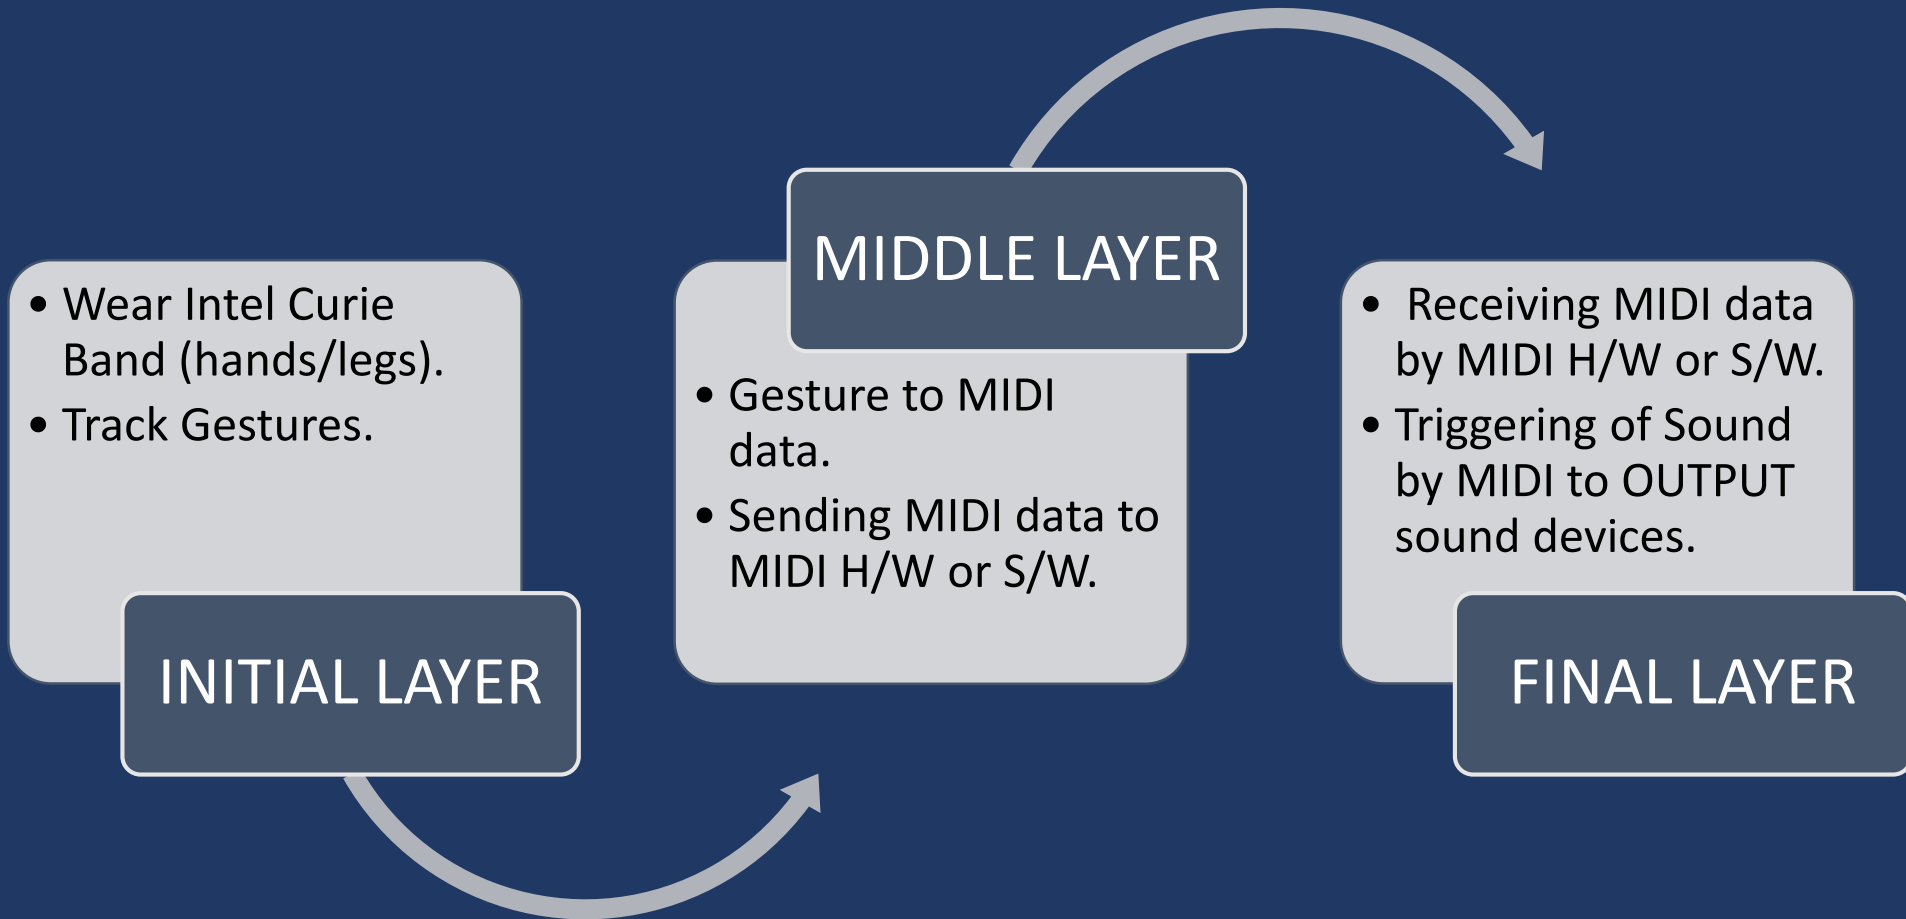 • Wear Intel Curie
Band (hands/legs).
• Track Gestures.
INITIAL LAYER
MIDDLE LAYER
• Gesture to MIDI
data.
• Sending MIDI data to
MIDI H/W or S/W.
• Receiving MIDI data
by MIDI H/W or S/W.
• Triggering of Sound
by MIDI to OUTPUT
sound devices.
FINAL LAYER